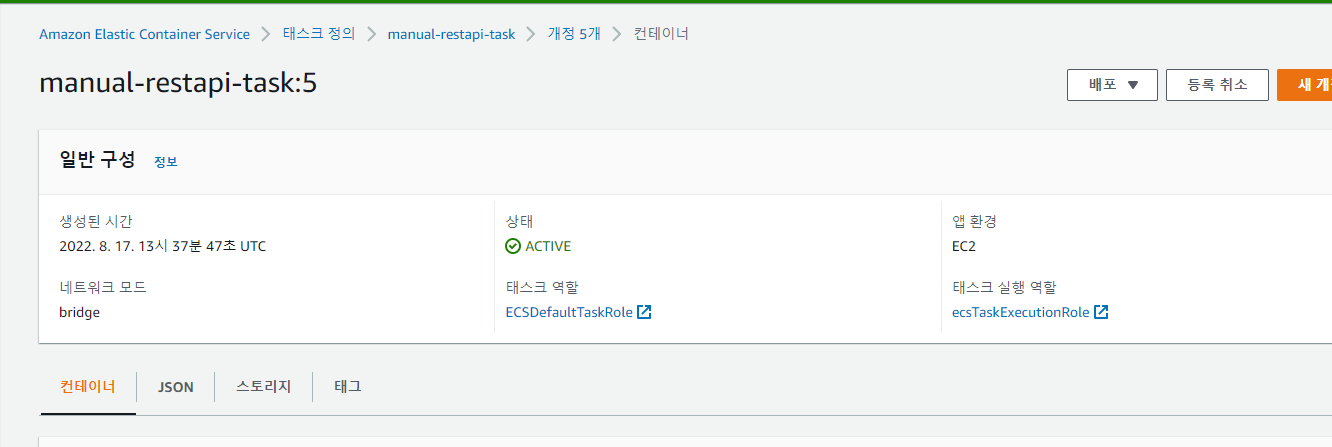 Amazon Elastic Container Service > 태스크 정의 > manual-restapi-task > 개정 5개 > 컨테이너
manual-restapi-task:5
배포 ▼ 등록 취소 새 개
일반 구성 정보
생성된 시간 상태 앱 환경
2022. 8. 17. 13시 37분 47초 UTC ACTIVE EC2
네트워크 모드 태스크 역할 태스크 실행 역할
bridge ECSDefaultTaskRole ecsTaskExecutionRole
컨테이너 JSON 스토리지 태그